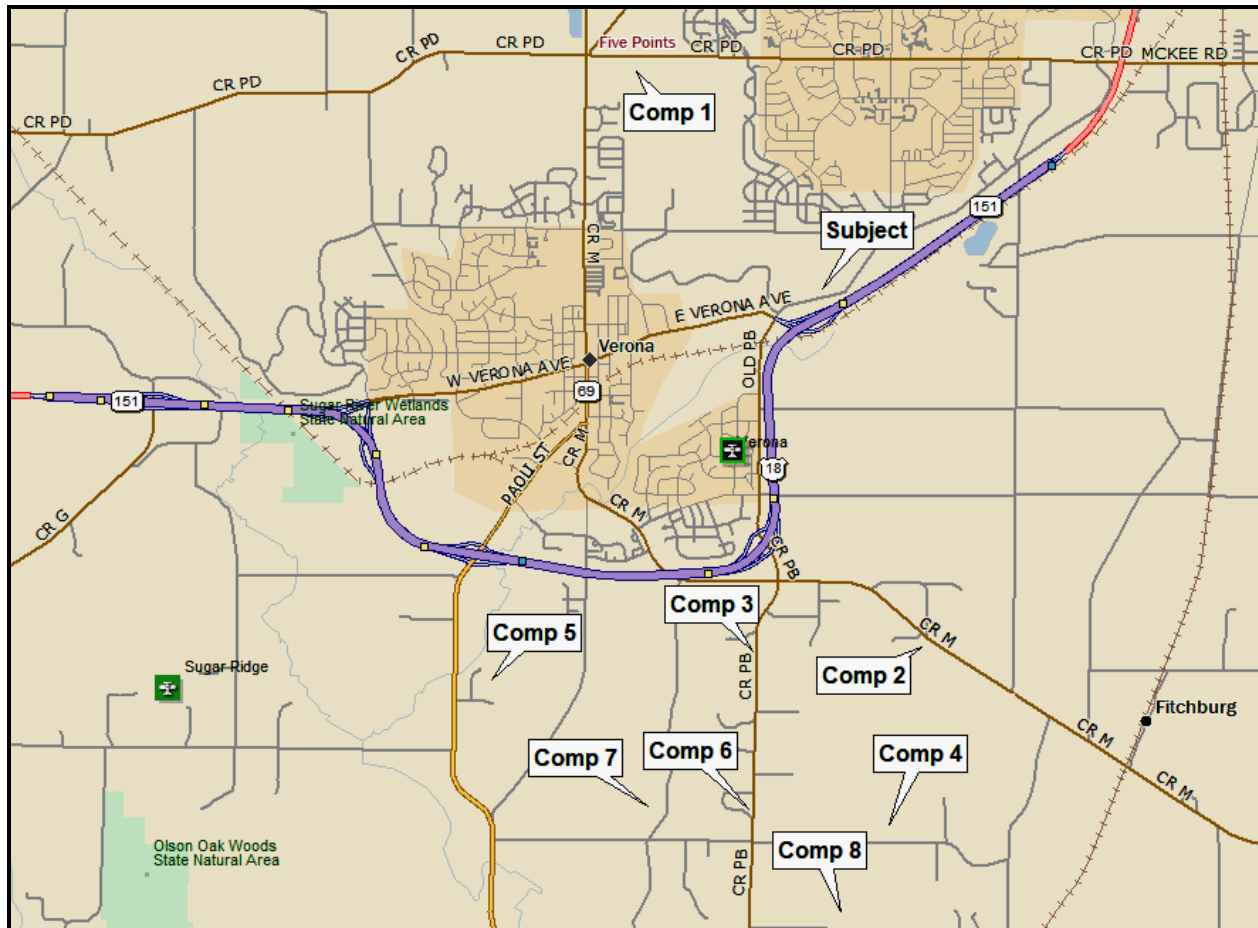 CR PD
CR PD
Five Points
CR PD
CR PD
MCKEE RD
CR PD
CR PD
Comp 1
151
Subject
CR M
E VERONA AVE
Verona
OLD PB
W VERONA AVE
69
151
Sugar River Wetlands
State Natural Area
CR M
PAOLI ST
erona
18
CR G
CR M
CR PB
Comp 3
CR M
Comp 5
Comp 2
CR PB
Sugar Ridge
Fitchburg
CR M
Comp 6
Comp 4
Comp 7
CR M
Olson Oak Woods
State Natural Area
Comp 8
CR PB